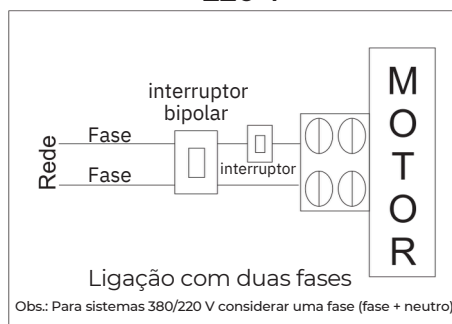 interruptor
bipolar
Rede
Fase
Fase
interruptor
MOTOR
Ligação com duas fases
Obs.: Para sistemas 380/220 V considerar uma fase (fase + neutro)